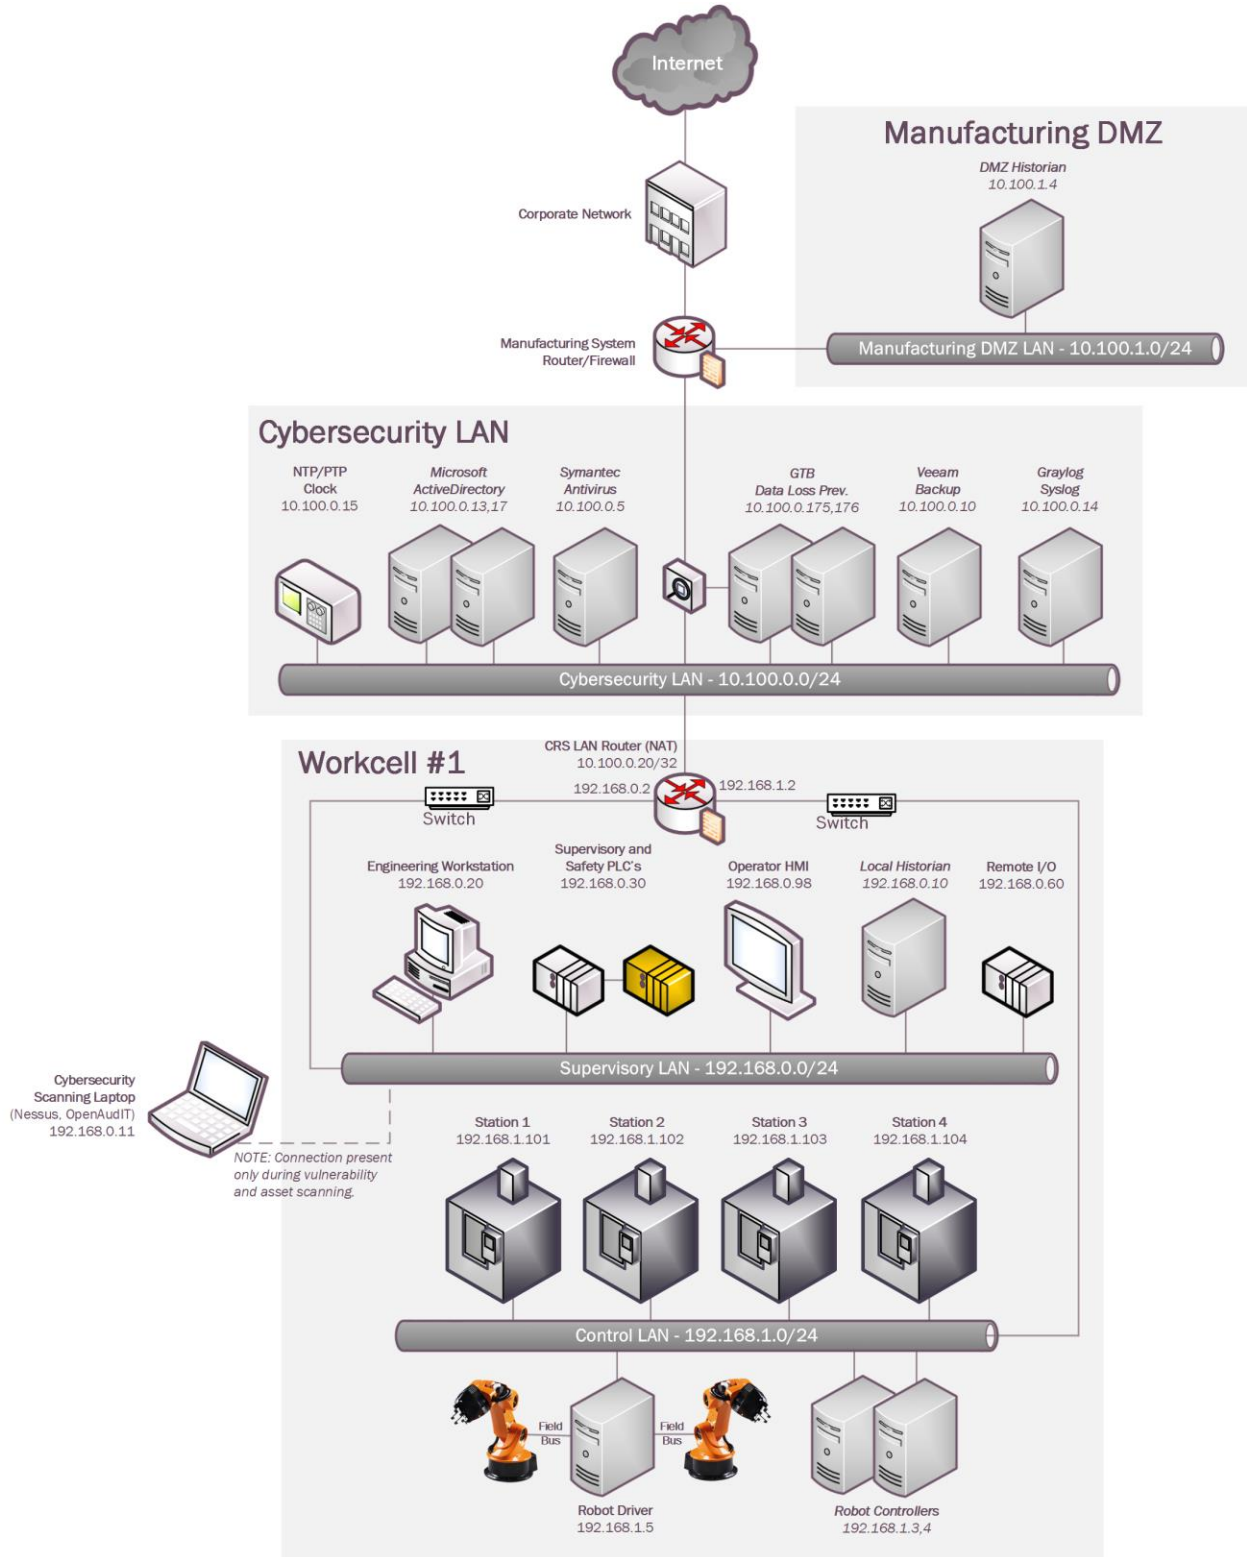 Internet
Manufacturing DMZ
DMZ Historian
10.100.1.4
Corporate Network
Manufacturing System
Router/Firewall
Manufacturing DMZ LAN - 10.100.1.0/24
Cybersecurity LAN
NTP/PTP
Clock
10.100.0.15
Microsoft
ActiveDirectory
10.100.0.13,17
Symantec
Antivirus
10.100.0.5
GTB
Data Loss Prev.
10.100.0.175,176
Veeam
Backup
10.100.0.10
Graylog
Syslog
10.100.0.14
Cybersecurity LAN - 10.100.0.0/24
Workcell #1
CRS LAN Router (NAT)
10.100.0.20/32
192.168.0.2
192.168.1.2
Switch
Switch
Engineering Workstation
192.168.0.20
Supervisory and
Safety PLC's
192.168.0.30
Operator HMI
192.168.0.98
Local Historian
192.168.0.10
Remote I/O
192.168.0.60
Supervisory LAN - 192.168.0.0/24
Cybersecurity
Scanning Laptop
(Nessus, OpenAudIT)
192.168.0.11
NOTE: Connection present
only during vulnerability
and asset scanning.
Station 1
192.168.1.101
Station 2
192.168.1.102
Station 3
192.168.1.103
Station 4
192.168.1.104
Control LAN - 192.168.1.0/24
Field
Bus
Field
Bus
Robot Driver
192.168.1.5
Robot Controllers
192.168.1.3,4